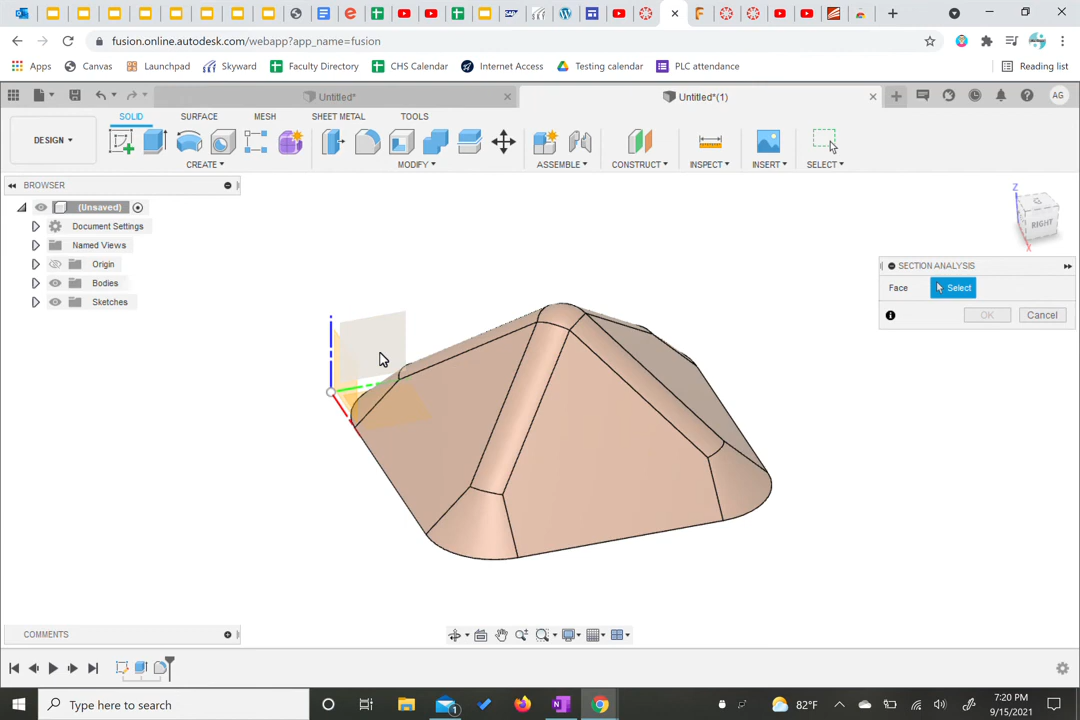 fusion.online.autodesk.com/webapp?app_name=fusion
Apps Canvas Launchpad Skyward Faculty Directory CHS Calendar Internet Access Testing calendar PLC attendance Reading list
Untitled* Untitled*(1) AG
SOLID SURFACE MESH SHEET METAL TOOLS
DESIGN
CREATE MODIFY ASSEMBLE CONSTRUCT INSPECT INSERT SELECT
BROWSER
(Unsaved)
Document Settings
Named Views
Origin
Bodies
Sketches
Z
RIGHT
X
SECTION ANALYSIS
Face Select
OK Cancel
COMMENTS
Type here to search
82°F
7:20 PM
9/15/2021